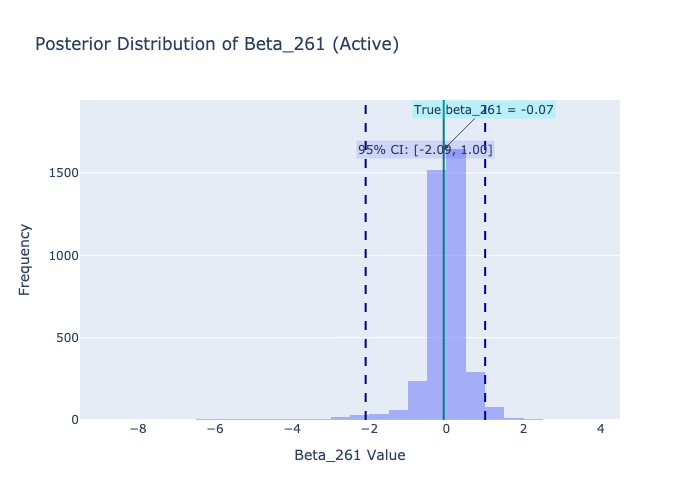 Posterior Distribution of Beta_261 (Active)
True beta_261 = -0.07
95% CI: [-2.09, 1.00]
1500
1000
500
0
Frequency
−8
−6
−4
−2
0
2
4
Beta_261 Value